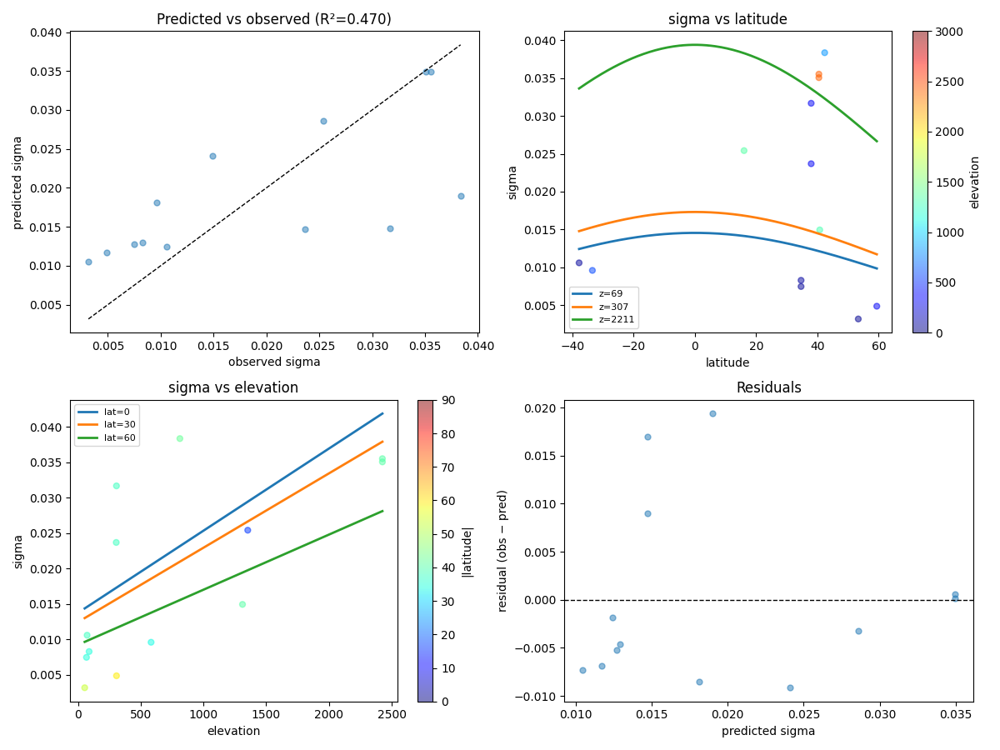 Predicted vs observed (R²=0.470)
0.040
0.035
0.030
0.025
0.020
0.015
0.010
0.005
predicted sigma
0.005 0.010 0.015 0.020 0.025 0.030 0.035 0.040
observed sigma
sigma vs latitude
0.040
0.035
0.030
0.025
0.020
0.015
0.010
0.005
sigma
z=69
z=307
z=2211
−40 −20 0 20 40 60
latitude
3000
2500
2000
1500
1000
500
0
elevation
sigma vs elevation
0.040
0.035
0.030
0.025
0.020
0.015
0.010
0.005
sigma
lat=0
lat=30
lat=60
0 500 1000 1500 2000 2500
elevation
90
80
70
60
50
40
30
20
10
0
|latitude|
Residuals
0.020
0.015
0.010
0.005
0.000
−0.005
−0.010
residual (obs − pred)
0.010 0.015 0.020 0.025 0.030 0.035
predicted sigma